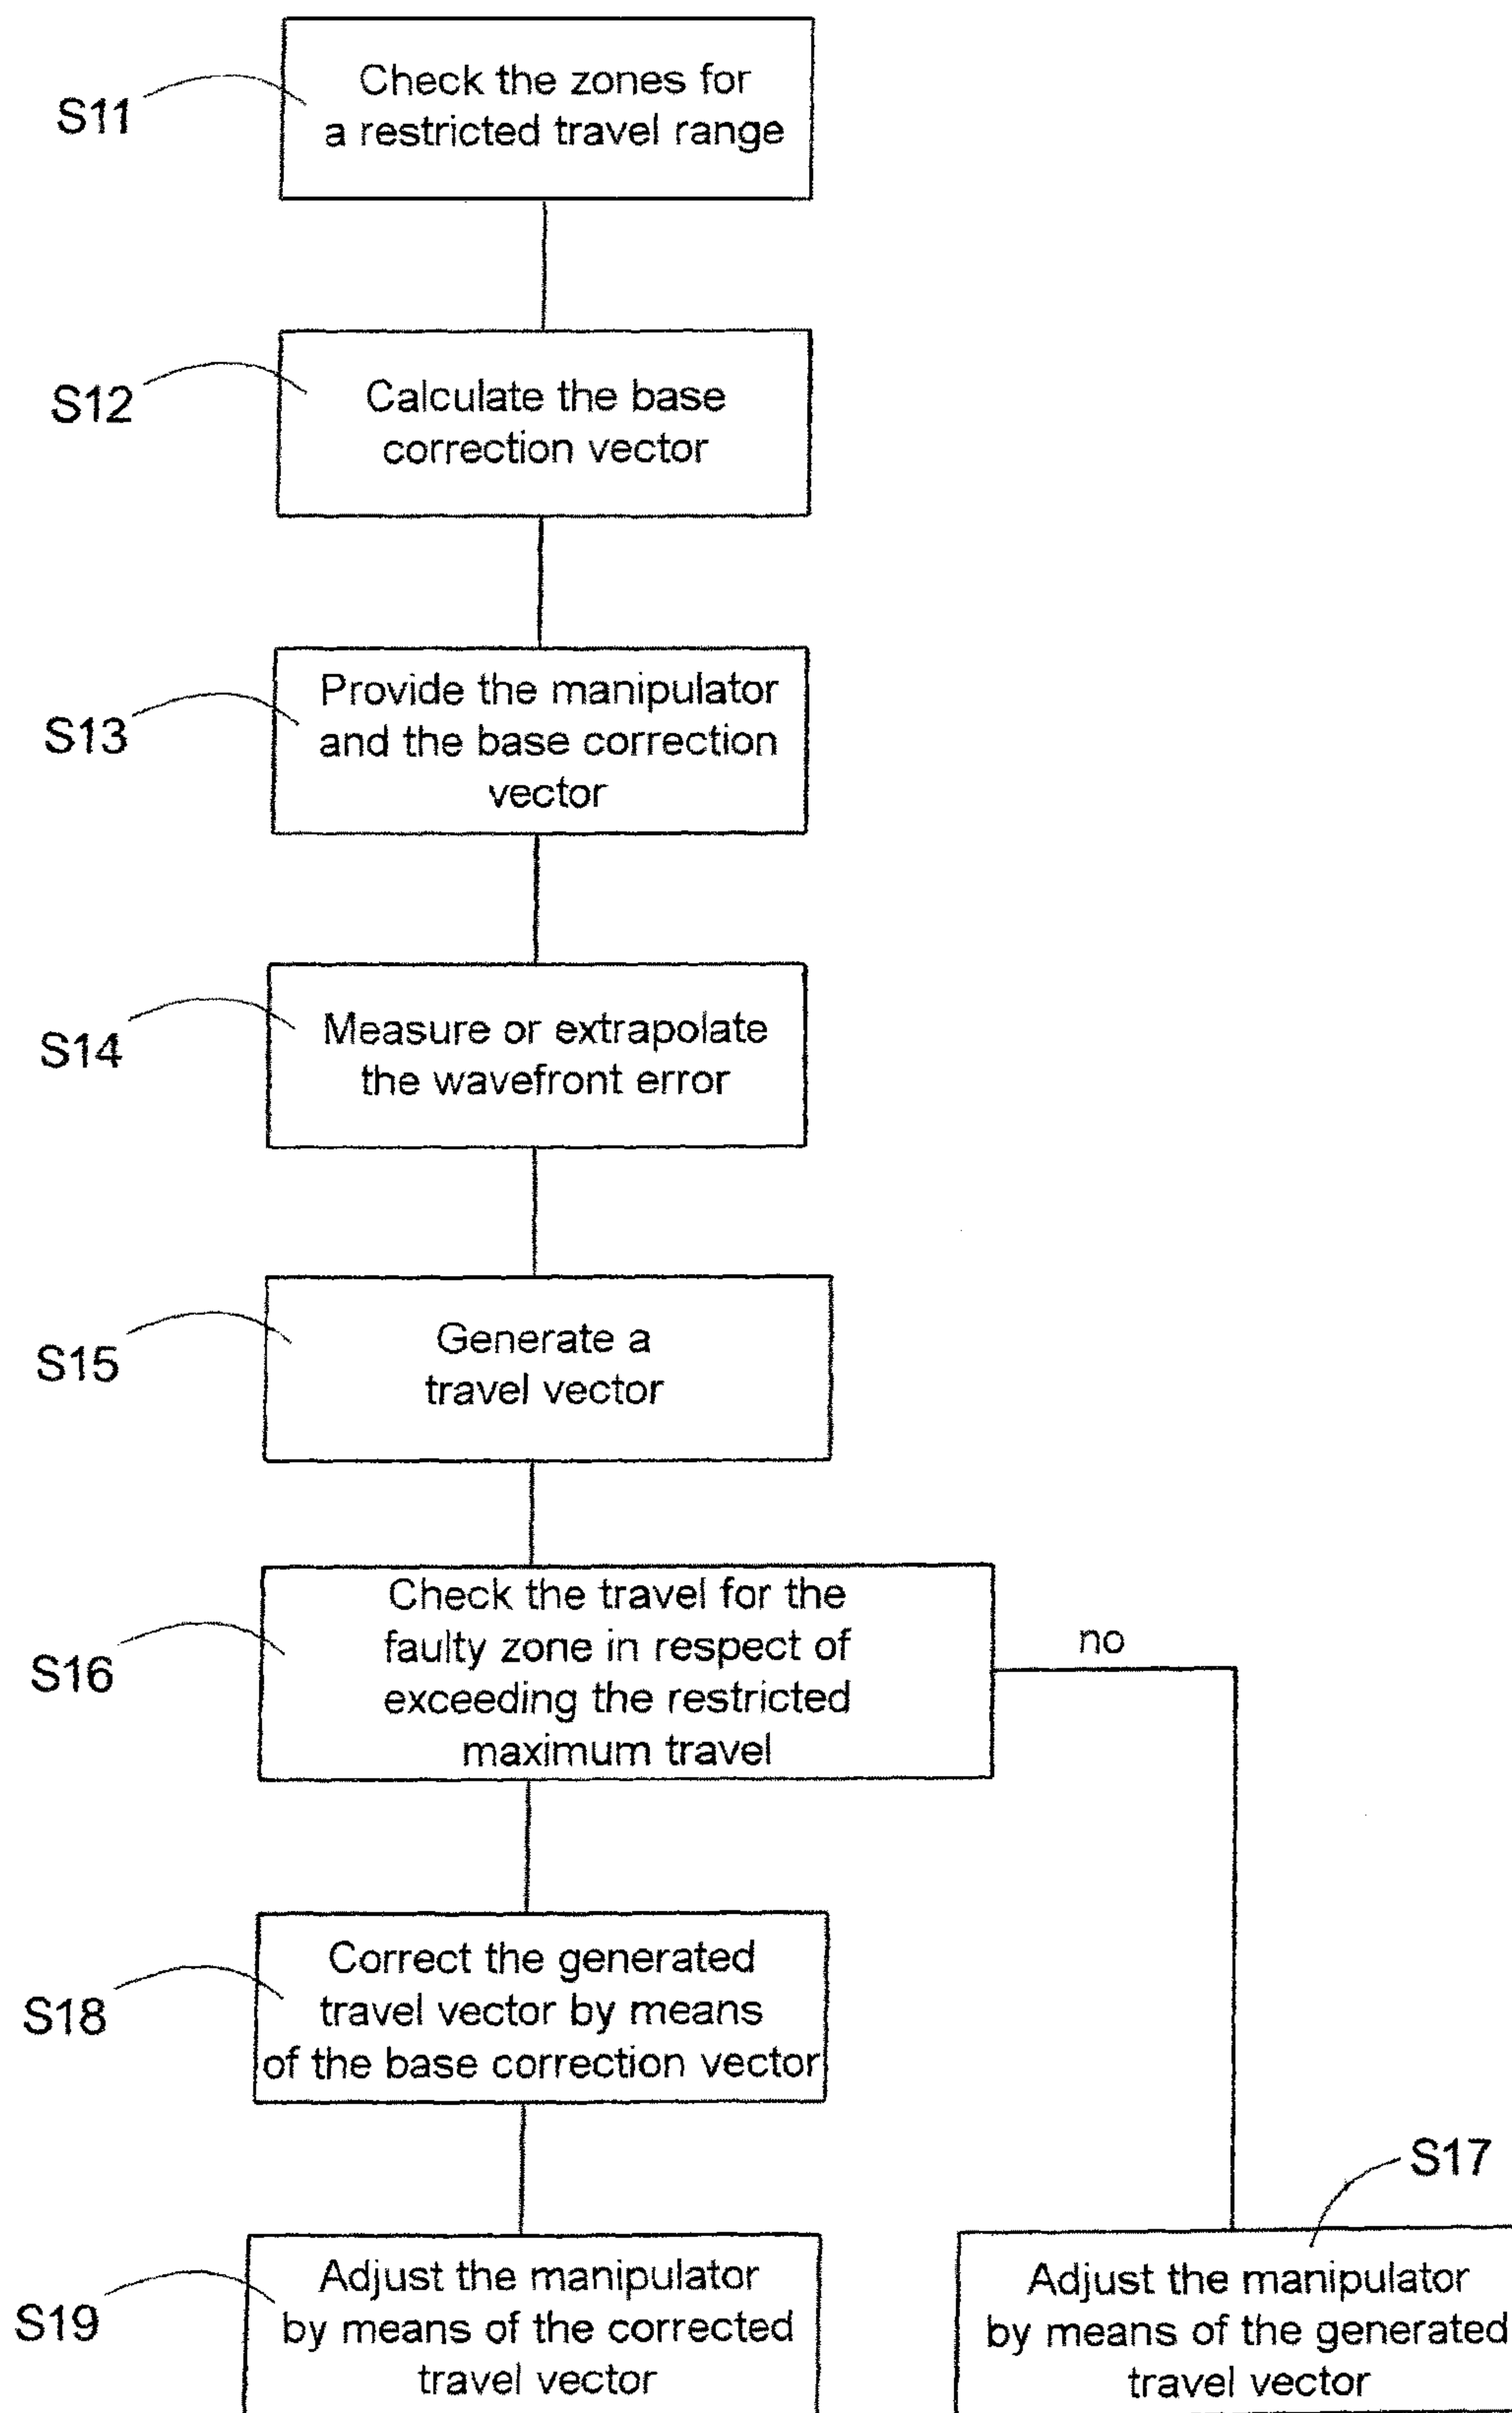 S11
Check the zones for
a restricted travel range
S12
Calculate the base
correction vector
S13
Provide the manipulator
and the base correction
vector
S14
Measure or extrapolate
the wavefront error
S15
Generate a
travel vector
S16
Check the travel for the
faulty zone in respect of
exceeding the restricted
maximum travel
no
S18
Correct the generated
travel vector by means
of the base correction vector
S17
S19
Adjust the manipulator
by means of the corrected
travel vector
Adjust the manipulator
by means of the generated
travel vector